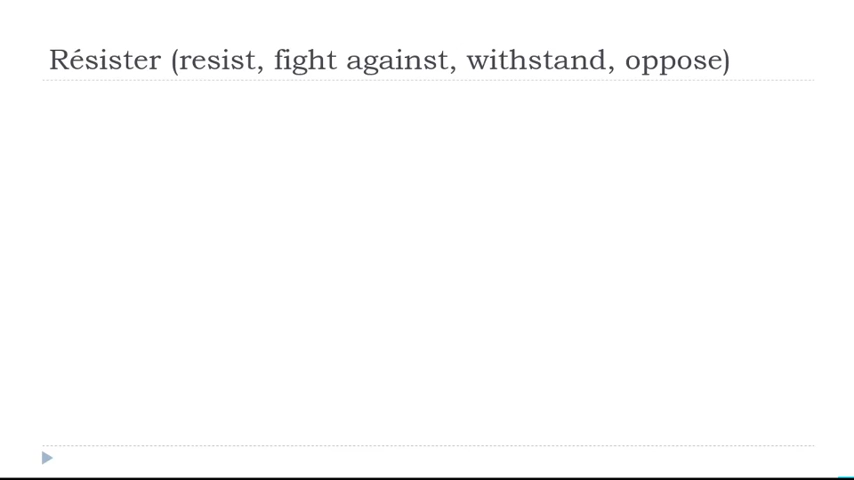 Résister (resist, fight against, withstand, oppose)